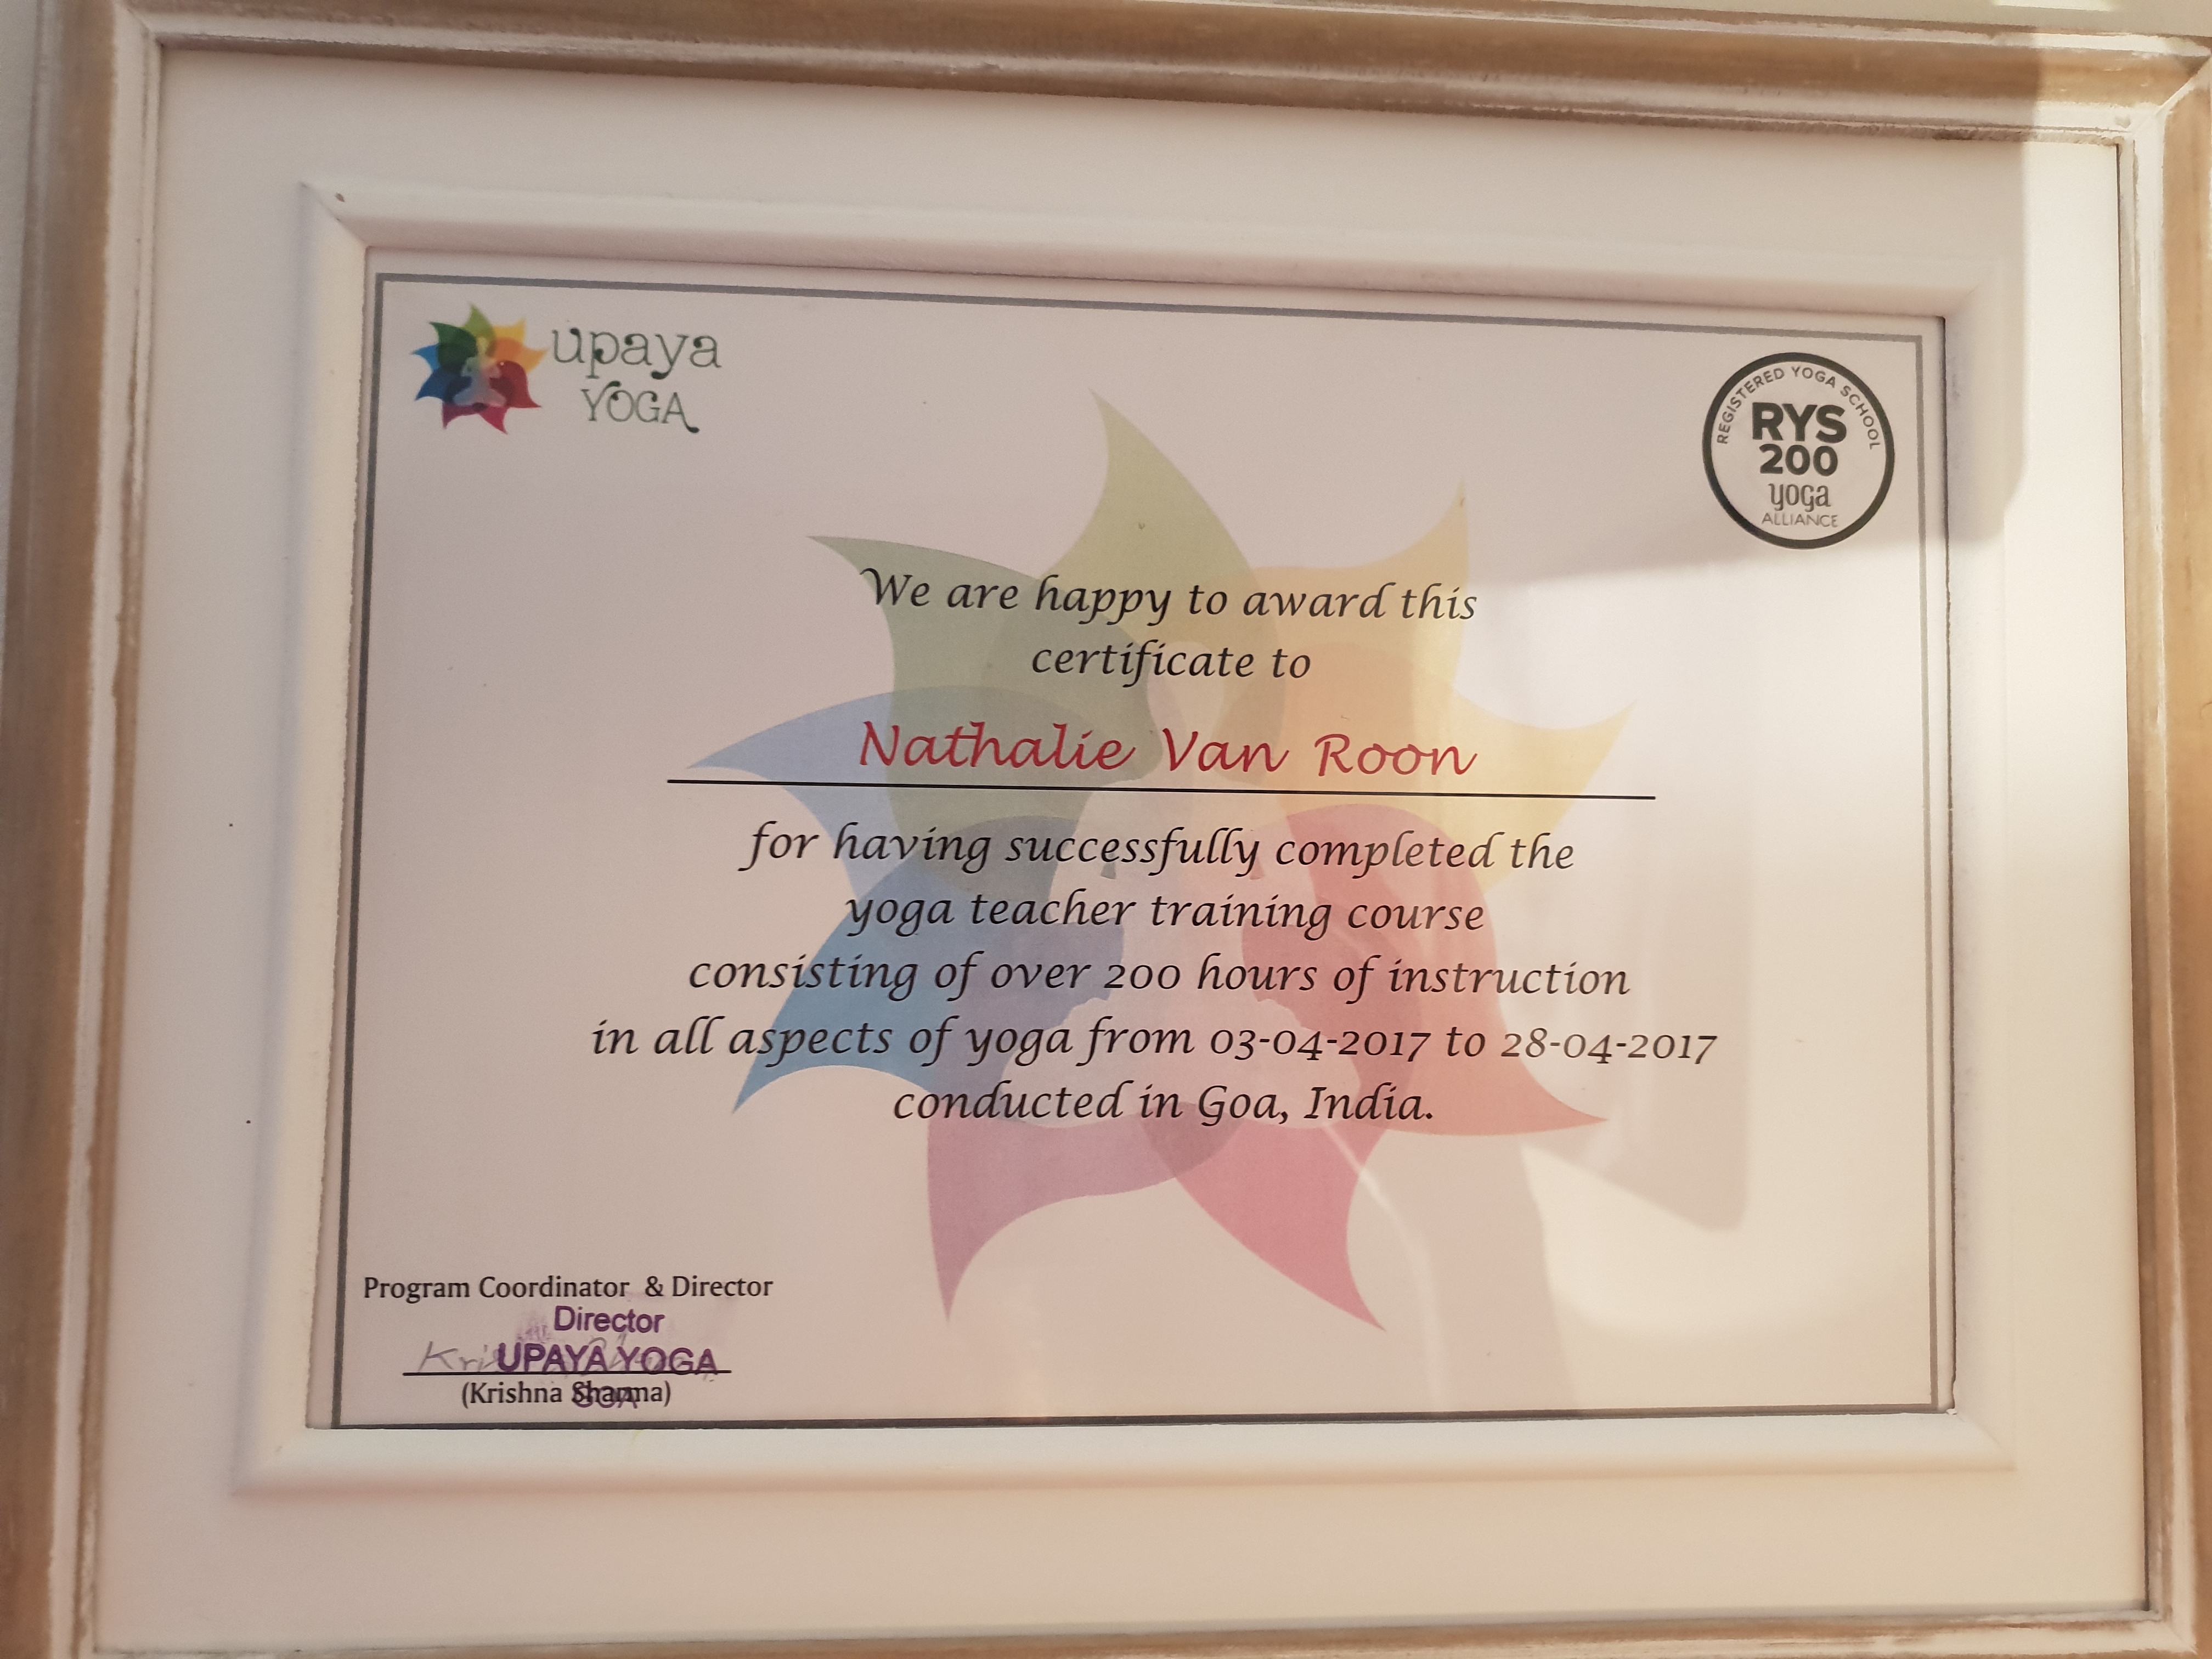 upaya
YOGA
REGISTERED YOGA SCHOOL
RYS
200
yoga
ALLIANCE
We are happy to award this
certificate to
Nathalie Van Roon
for having successfully completed the
yoga teacher training course
consisting of over 200 hours of instruction
in all aspects of yoga from 03-04-2017 to 28-04-2017
conducted in Goa, India.
Program Coordinator & Director
Director
UPAYA YOGA
(Krishna Sharma)
GOA